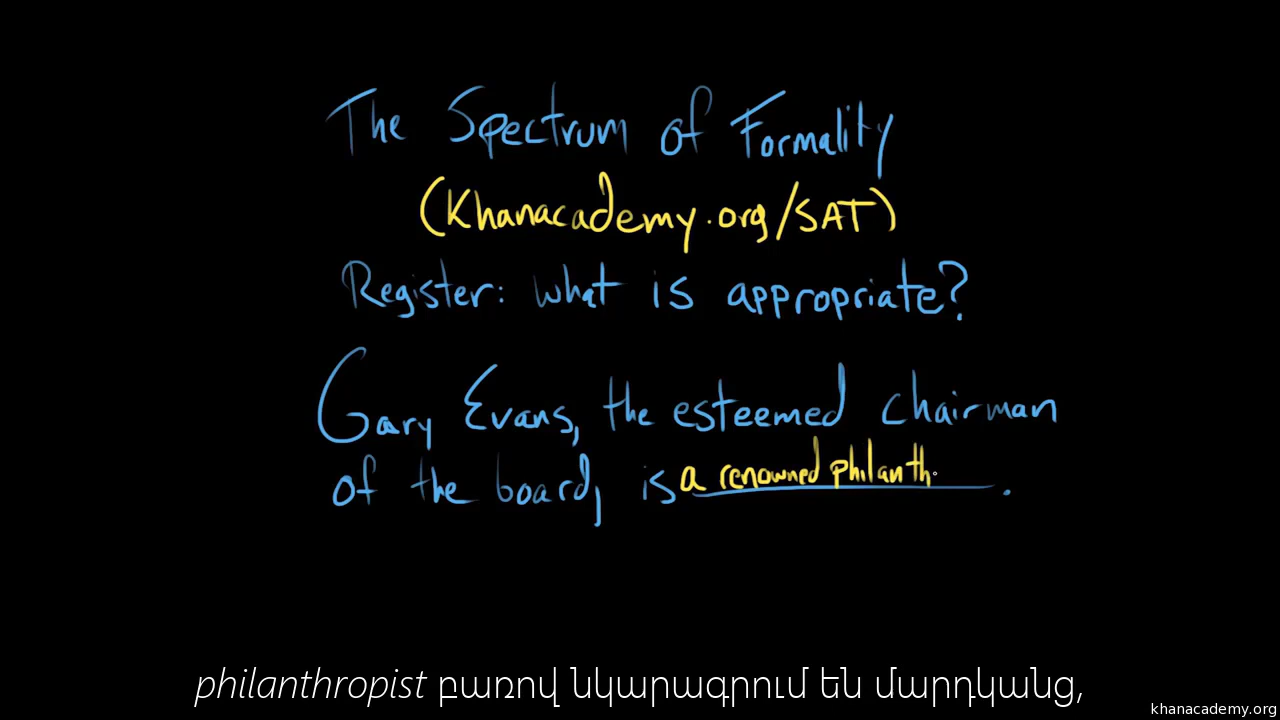 The Spectrum of Formality
(Khanacademy.org/SAT)
Register: what is appropriate?
Gary Evans, the esteemed chairman
of the board, is a renowned philanth.
philanthropist բառով նկարագրում են մարդկանց,
khanacademy.org